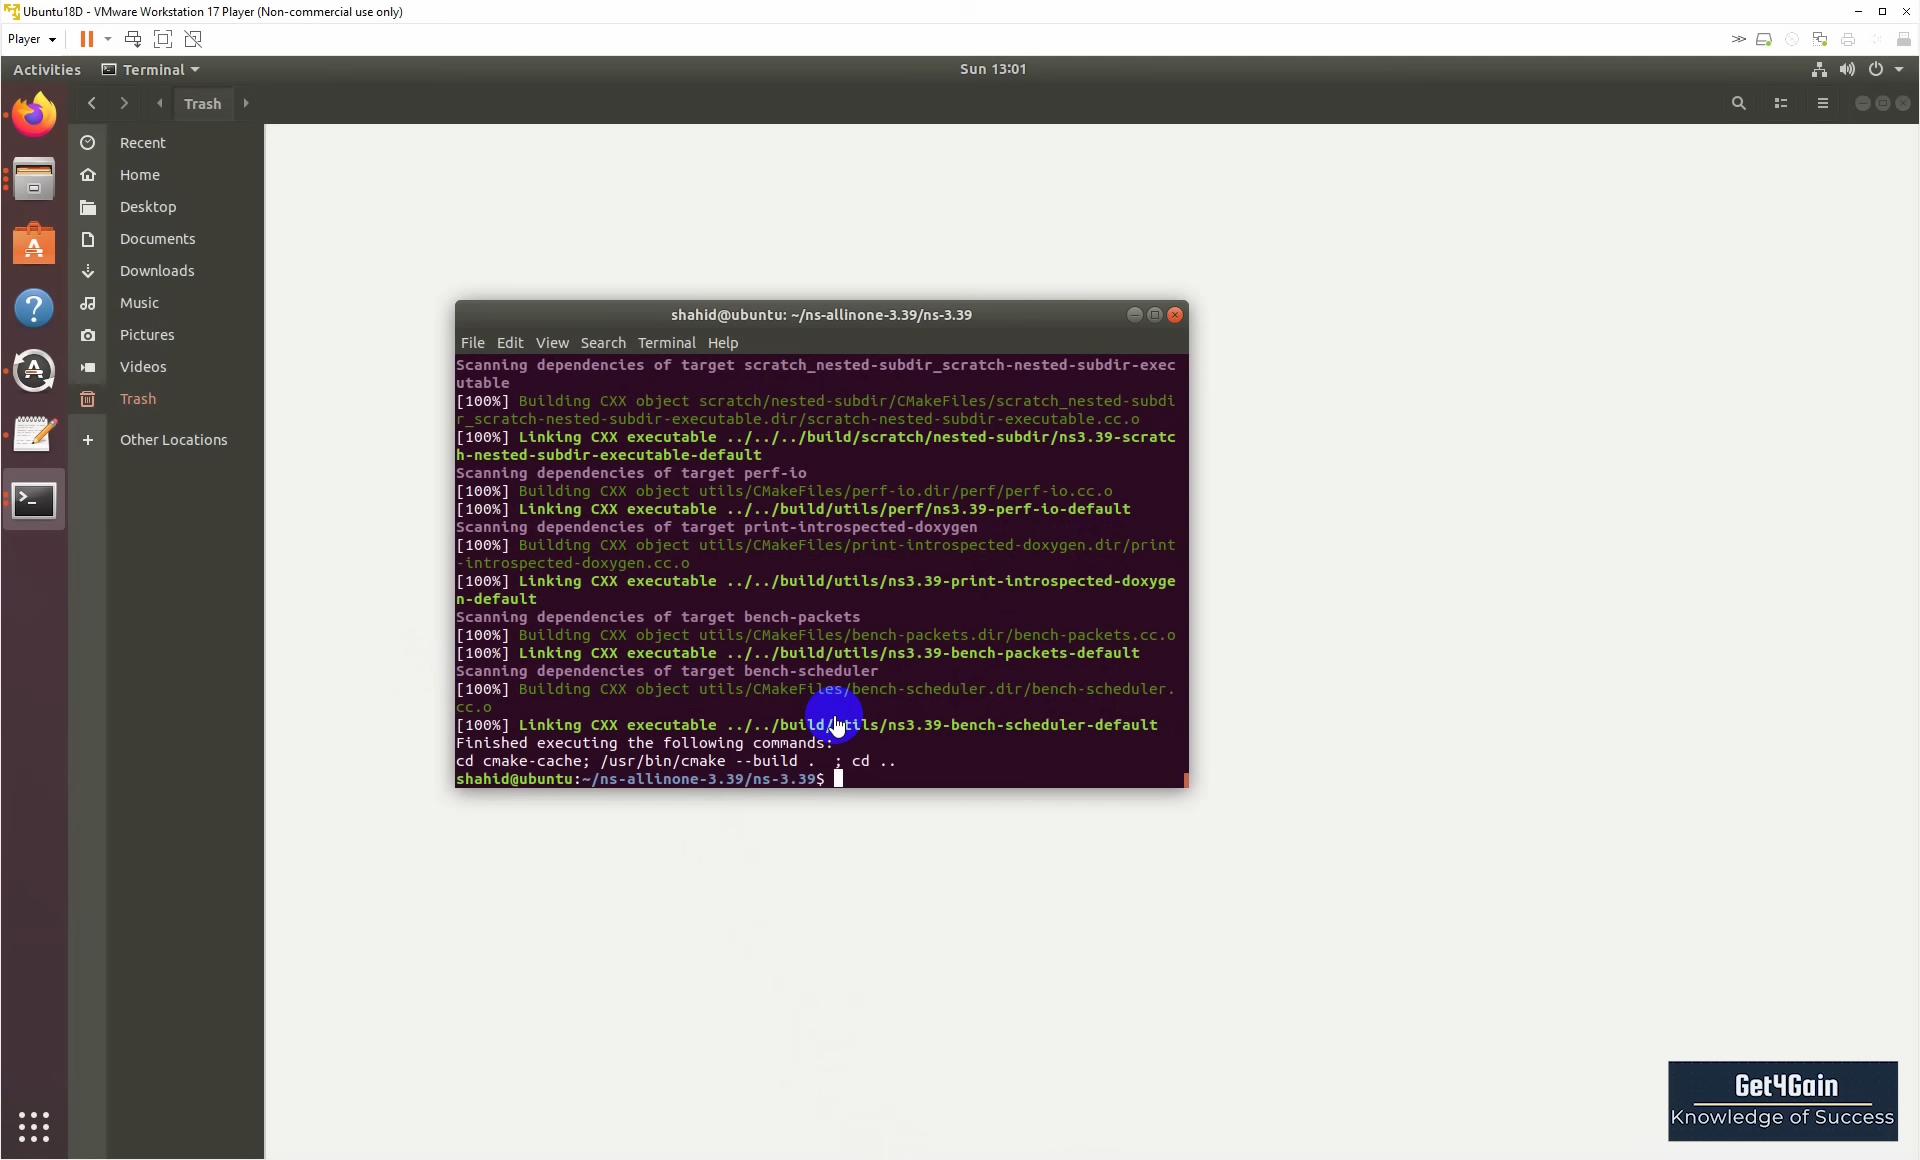 Ubuntu18D - VMware Workstation 17 Player (Non-commercial use only)
Player
Activities
Terminal
Sun 13:01
Trash
Recent
Home
Desktop
Documents
Downloads
Music
Pictures
Videos
Trash
Other Locations
shahid@ubuntu: ~/ns-allinone-3.39/ns-3.39
File Edit View Search Terminal Help
Scanning dependencies of target scratch_nested-subdir_scratch-nested-subdir-exec
utable
[100%] Building CXX object scratch/nested-subdir/CMakeFiles/scratch_nested-subdi
r_scratch-nested-subdir-executable.dir/scratch-nested-subdir-executable.cc.o
[100%] Linking CXX executable ../../../build/scratch/nested-subdir/ns3.39-scratc
h-nested-subdir-executable-default
Scanning dependencies of target perf-io
[100%] Building CXX object utils/CMakeFiles/perf-io.dir/perf/perf-io.cc.o
[100%] Linking CXX executable ../../build/utils/perf/ns3.39-perf-io-default
Scanning dependencies of target print-introspected-doxygen
[100%] Building CXX object utils/CMakeFiles/print-introspected-doxygen.dir/print
-introspected-doxygen.cc.o
[100%] Linking CXX executable ../../build/utils/ns3.39-print-introspected-doxyge
n-default
Scanning dependencies of target bench-packets
[100%] Building CXX object utils/CMakeFiles/bench-packets.dir/bench-packets.cc.o
[100%] Linking CXX executable ../../build/utils/ns3.39-bench-packets-default
Scanning dependencies of target bench-scheduler
[100%] Building CXX object utils/CMakeFiles/bench-scheduler.dir/bench-scheduler.
cc.o
[100%] Linking CXX executable ../../build/utils/ns3.39-bench-scheduler-default
Finished executing the following commands:
cd cmake-cache; /usr/bin/cmake --build . ; cd ..
shahid@ubuntu:~/ns-allinone-3.39/ns-3.39$
Get4Gain
Knowledge of Success